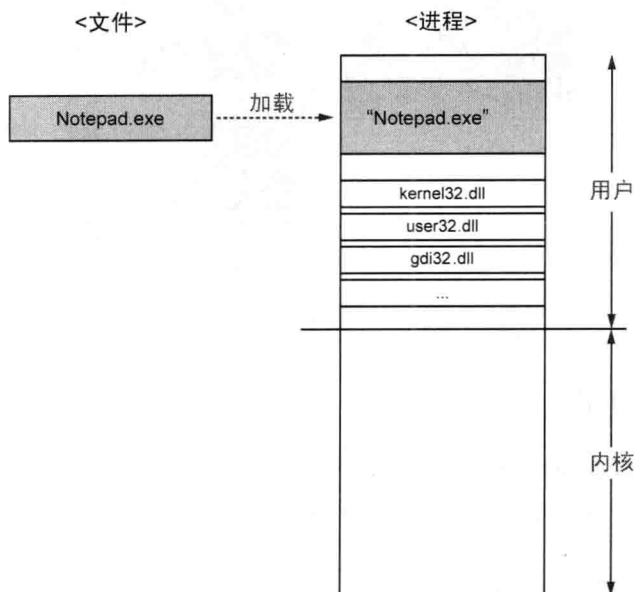 <文件>
<进程>
Notepad.exe
加载
"Notepad.exe"
kernel32.dll
user32.dll
gdi32.dll
...
用户
内核